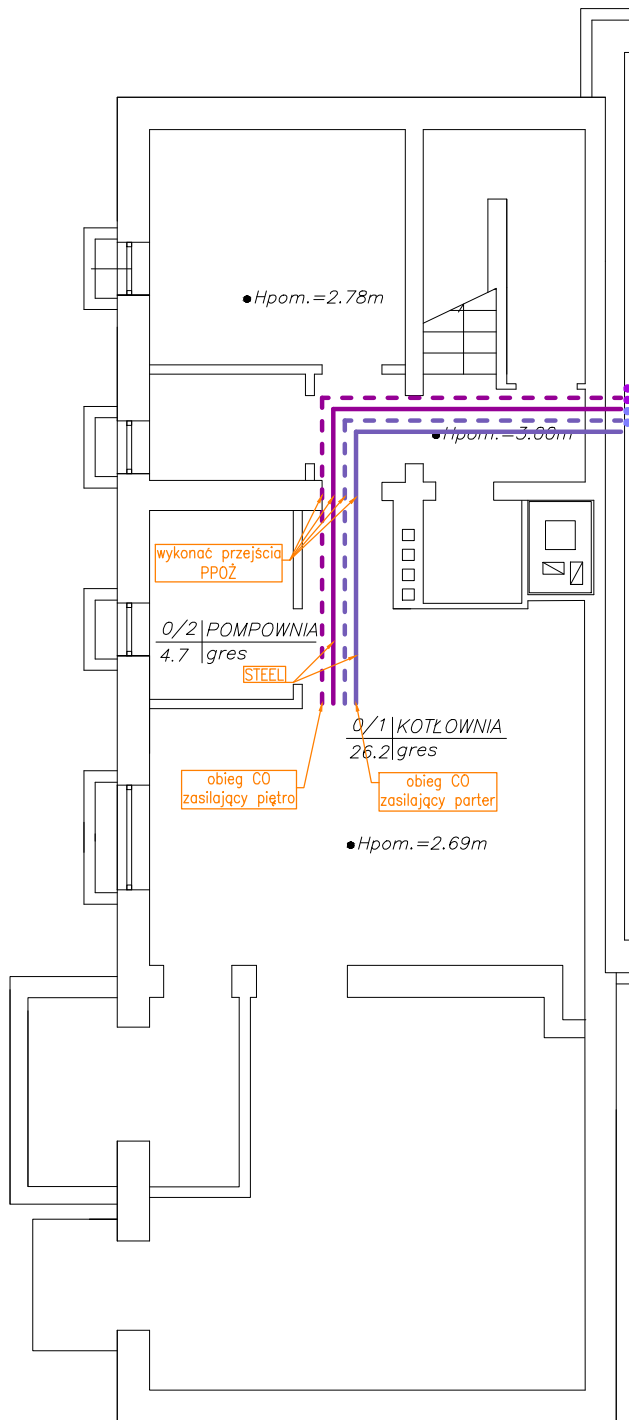 Hpom.=2.78m
Hpom.=3.00m
wykonać przejścia
PPOŻ
0/2 POMPOWNIA
4.7 gres
STEEL
0/1 KOTŁOWNIA
26.2 gres
obieg CO
zasilający piętro
obieg CO
zasilający parter
Hpom.=2.69m